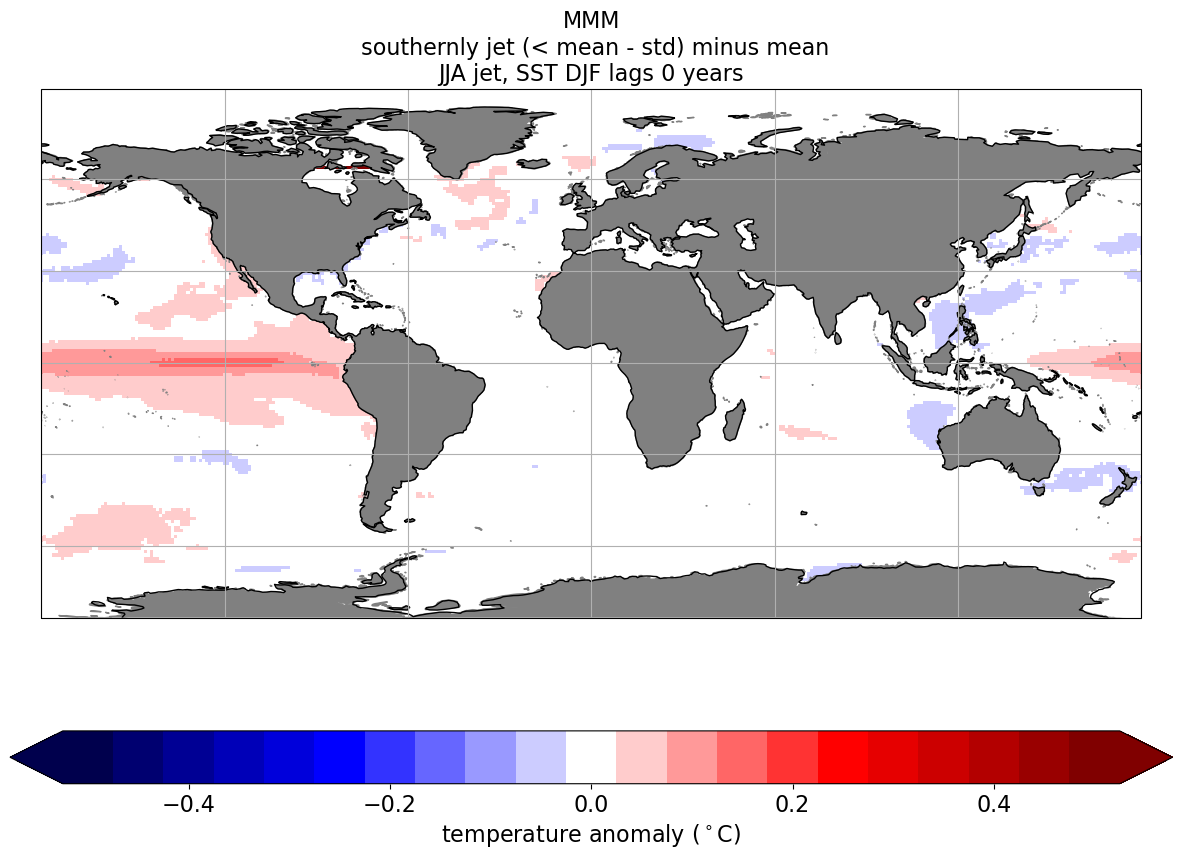 MMM
southernly jet (< mean - std) minus mean
JJA jet, SST DJF lags 0 years
−0.4 −0.2 0.0 0.2 0.4
temperature anomaly (°C)